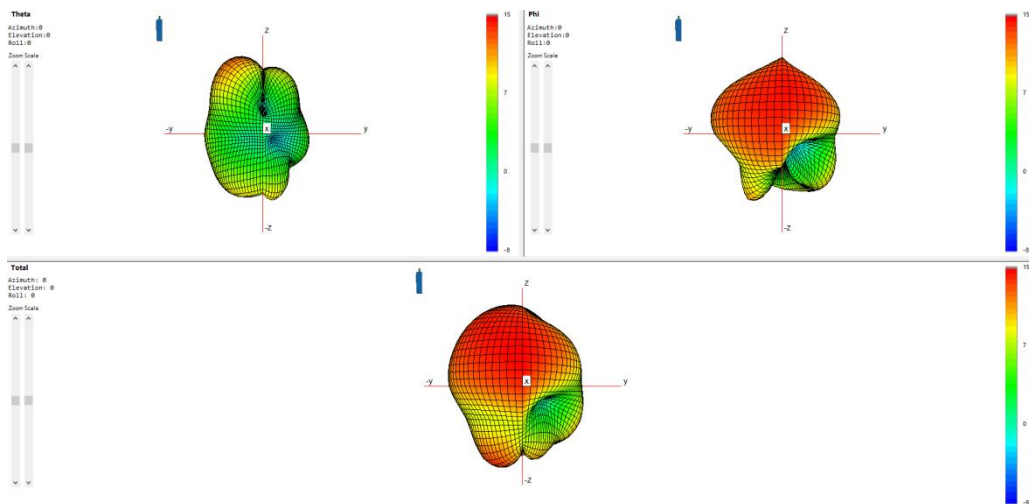 Theta
Azimuth:0
Elevation:0
Roll:0
Zoom Scale
Z
-y
X
y
-Z
15
7
0
-8
Phi
Azimuth:0
Elevation:0
Roll:0
Zoom Scale
Z
-y
X
y
-Z
15
7
0
-8
Total
Azimuth: 0
Elevation: 0
Roll: 0
Zoom Scale
Z
-y
X
y
-Z
15
7
0
-8